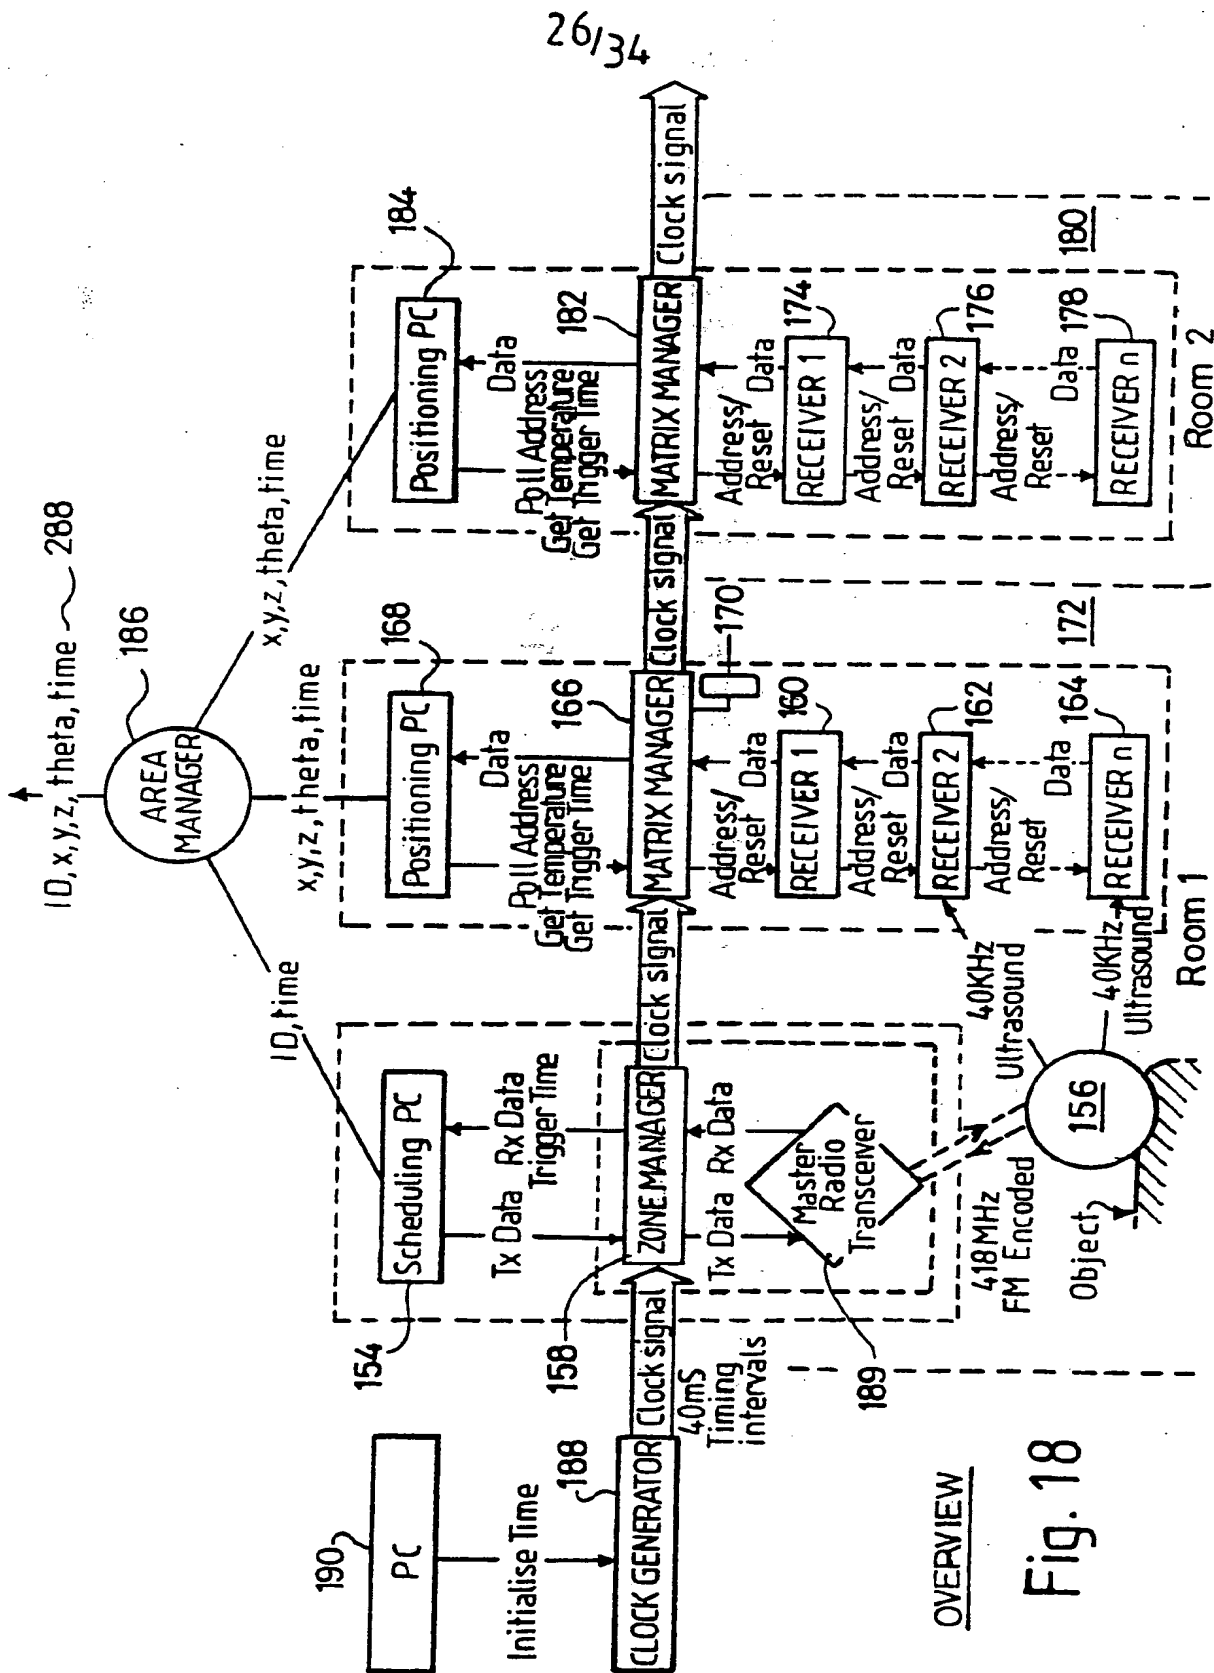 26/34
ID, x,y,z, theta, time
288
AREA
MANAGER
186
ID,time
x,y,z,theta,time
x,y,z,theta,time
190
PC
Initialise Time
CLOCK GENERATOR
188
Clock signal
40mS
Timing
intervals
154
Scheduling PC
Tx Data
Rx Data
Trigger Time
158
ZONE MANAGER
Tx Data
Rx Data
Master
Radio
Transceiver
189
418MHz
FM Encoded
Object
156
40KHz
Ultrasound
40KHz
Ultrasound
Clock signal
168
Positioning PC
Poll Address
Get Temperature
Get Trigger Time
Data
166
MATRIX MANAGER
170
Address/
Reset
Data
160
RECEIVER 1
Address/
Reset
Data
162
RECEIVER 2
Address/
Reset
Data
164
RECEIVER n
172
Room 1
Clock signal
184
Positioning PC
Poll Address
Get Temperature
Get Trigger Time
Data
182
MATRIX MANAGER
Address/
Reset
Data
174
RECEIVER 1
Address/
Reset
Data
176
RECEIVER 2
Address/
Reset
Data
178
RECEIVER n
180
Room 2
Clock signal
OVERVIEW
Fig. 18